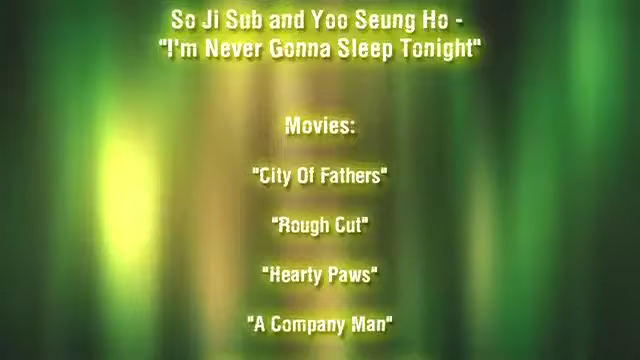 So Ji Sub and Yoo Seung Ho -
"I'm Never Gonna Sleep Tonight"
Movies:
"City Of Fathers"
"Rough Cut"
"Hearty Paws"
"A Company Man"